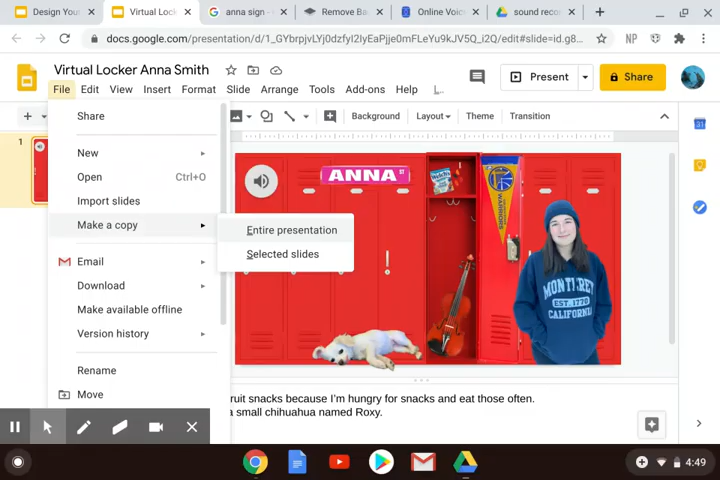 Design Your
Virtual Lock
anna sign -
Remove Ba
Online Voic
sound reco
docs.google.com/presentation/d/1_GYbrpjvLYj0dzfyI2IyEaPjje0mFLeYu9kJV5Q_i2Q/edit#slide=id.g8...
NP
Virtual Locker Anna Smith
File Edit View Insert Format Slide Arrange Tools Add-ons Help L...
Present
Share
Background Layout Theme Transition
Share
New
Open Ctrl+O
Import slides
Make a copy
Entire presentation
Selected slides
Email
Download
Make available offline
Version history
Rename
Move
1
ANNA
WARRIORS
MONTEREY
EST. 1770
CALIFORNIA
31
ruit snacks because I'm hungry for snacks and eat those often.
a small chihuahua named Roxy.
4:49